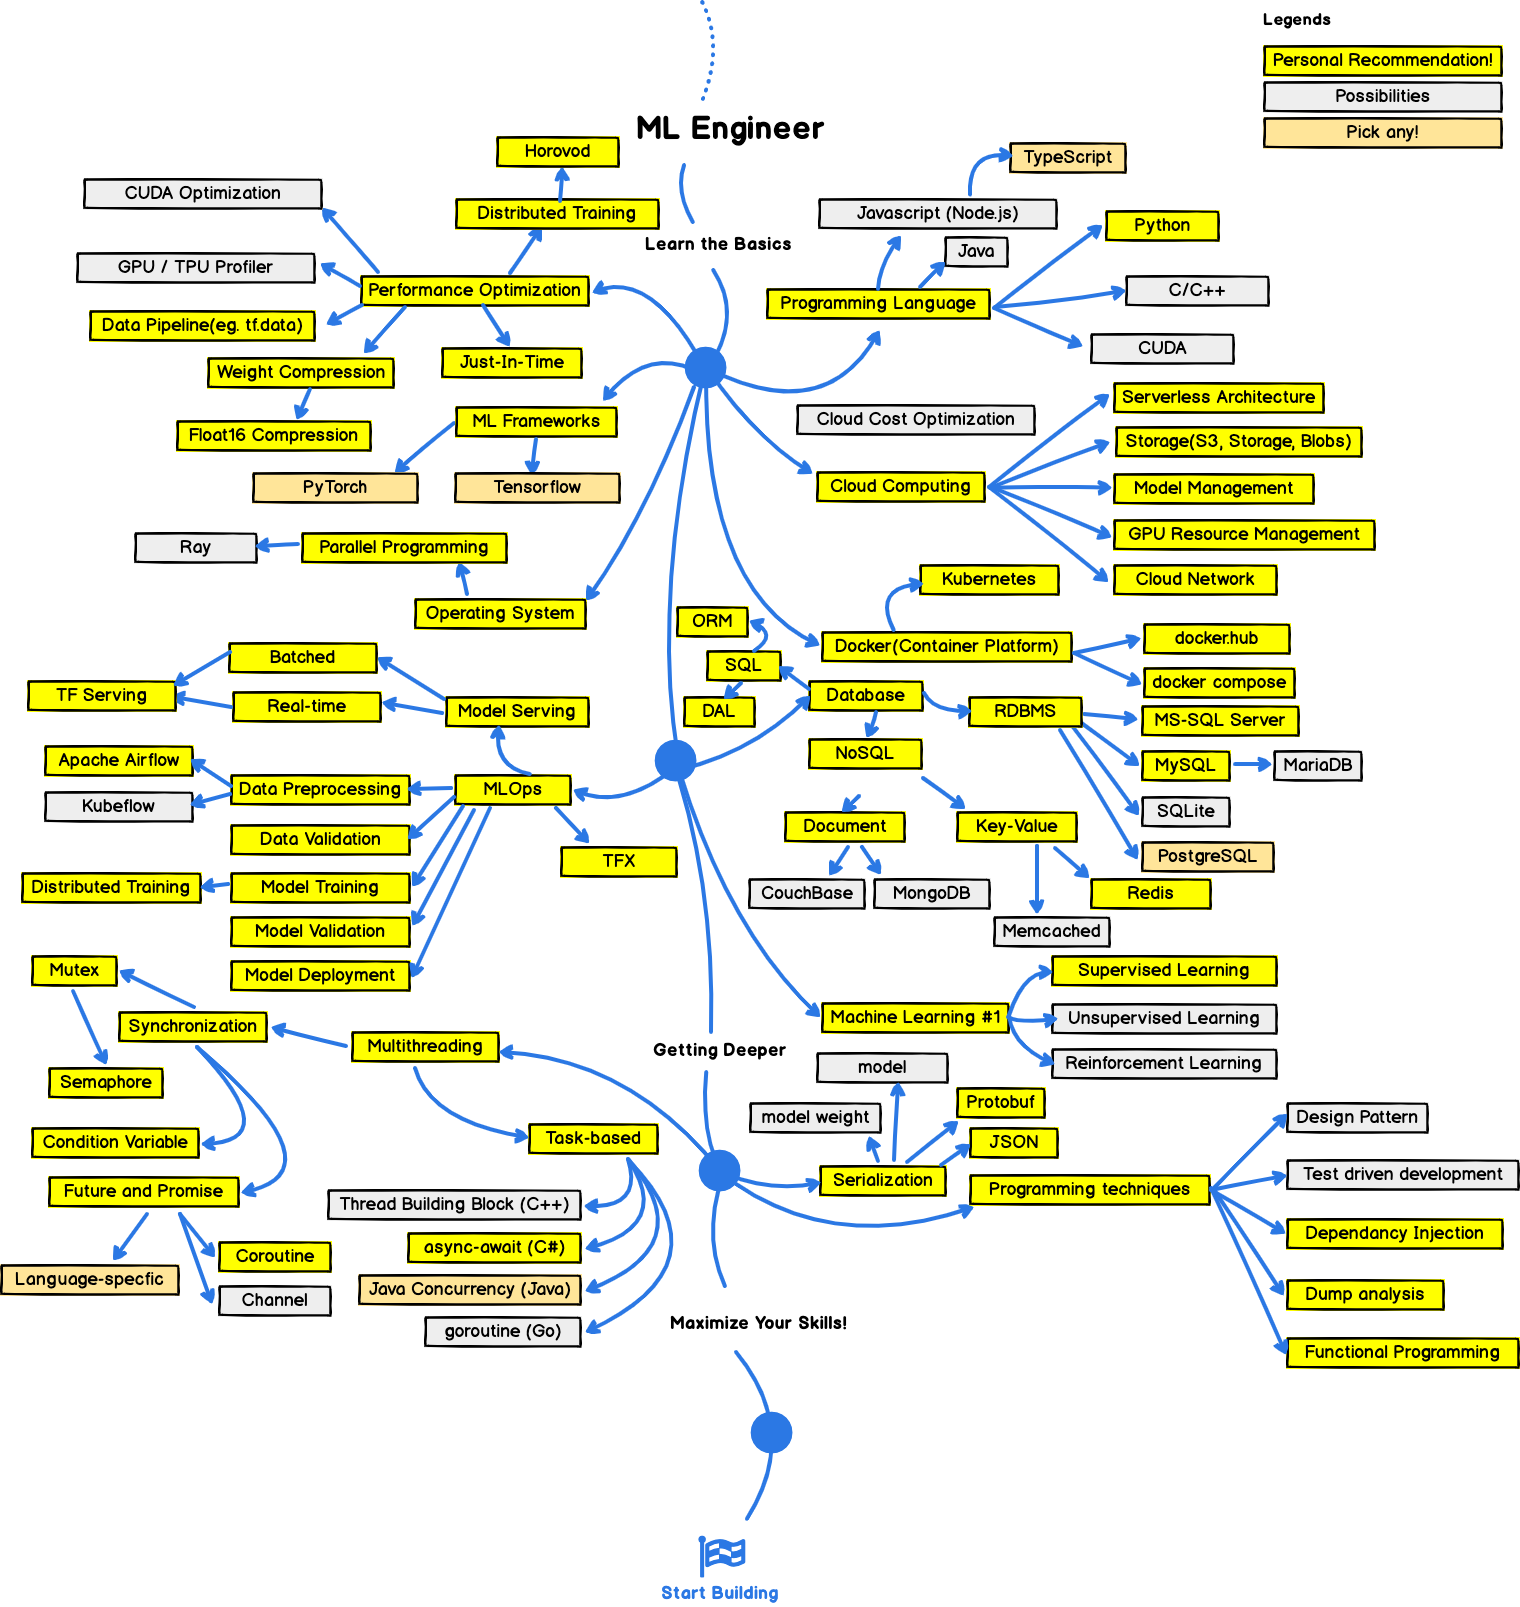 Legends
Personal Recommendation!
Possibilities
Pick any!
ML Engineer
Learn the Basics
Horovod
CUDA Optimization
Distributed Training
GPU / TPU Profiler
Performance Optimization
Data Pipeline(eg. tf.data)
Weight Compression
Just-In-Time
Float16 Compression
ML Frameworks
PyTorch
Tensorflow
Ray
Parallel Programming
Operating System
TypeScript
Javascript (Node.js)
Java
Python
Programming Language
C/C++
CUDA
Cloud Cost Optimization
Cloud Computing
Serverless Architecture
Storage(S3, Storage, Blobs)
Model Management
GPU Resource Management
Cloud Network
Kubernetes
Docker(Container Platform)
docker.hub
docker compose
ORM
SQL
DAL
Database
RDBMS
MS-SQL Server
MySQL
MariaDB
SQLite
PostgreSQL
NoSQL
Document
Key-Value
CouchBase
MongoDB
Redis
Memcached
Batched
TF Serving
Real-time
Model Serving
Apache Airflow
Kubeflow
Data Preprocessing
MLOps
Data Validation
TFX
Distributed Training
Model Training
Model Validation
Model Deployment
Machine Learning #1
Supervised Learning
Unsupervised Learning
Reinforcement Learning
Getting Deeper
Mutex
Synchronization
Multithreading
Semaphore
Condition Variable
Future and Promise
Language-specfic
Coroutine
Channel
Task-based
Thread Building Block (C++)
async-await (C#)
Java Concurrency (Java)
goroutine (Go)
model
model weight
Protobuf
JSON
Serialization
Programming techniques
Design Pattern
Test driven development
Dependancy Injection
Dump analysis
Functional Programming
Maximize Your Skills!
Start Building